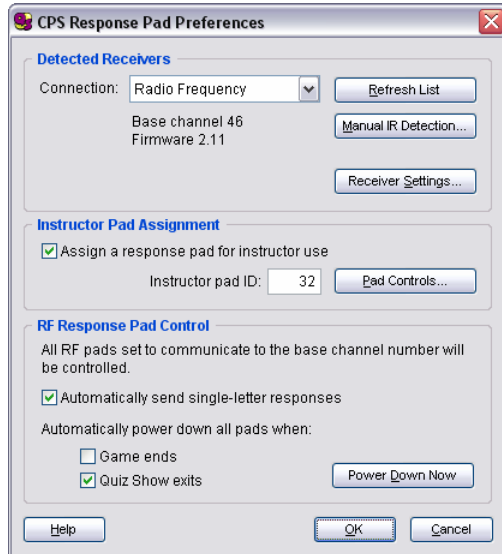 CPS Response Pad Preferences
Detected Receivers
Connection: Radio Frequency Refresh List
Base channel 46
Firmware 2.11
Manual IR Detection...
Receiver Settings...
Instructor Pad Assignment
Assign a response pad for instructor use
Instructor pad ID: 32 Pad Controls...
RF Response Pad Control
All RF pads set to communicate to the base channel number will
be controlled.
Automatically send single-letter responses
Automatically power down all pads when:
Game ends
Quiz Show exits Power Down Now
Help OK Cancel